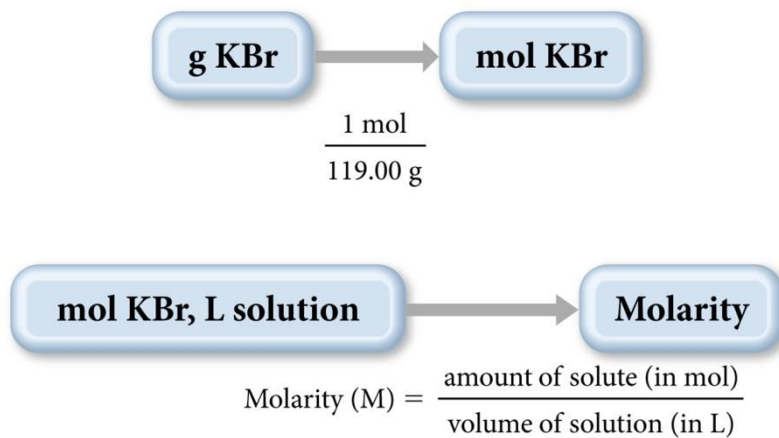 g KBr
mol KBr
1 mol
119.00 g
mol KBr, L solution
Molarity
Molarity (M) = amount of solute (in mol)
volume of solution (in L)